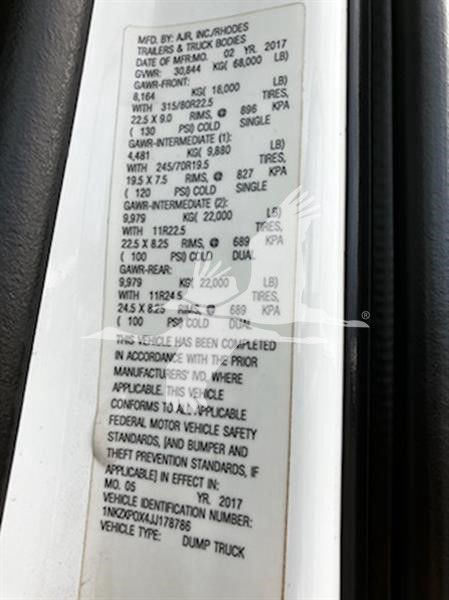 MFD. BY: AJR, INC./RHODES
TRAILERS & TRUCK BODIES
DATE OF MFR:MO. 02 YR. 2017
GVWR: 30,844 KG( 68,000 LB)
GAWR-FRONT:
8,164 KG( 18,000 LB)
WITH 315/80R22.5 TIRES,
22.5 X 9.0 RIMS, @ 896 KPA
( 130 PSI) COLD SINGLE
GAWR-INTERMEDIATE (1):
4,481 KG( 9,880 LB)
WITH 245/70R19.5 TIRES,
19.5 X 7.5 RIMS, @ 827 KPA
( 120 PSI) COLD SINGLE
GAWR-INTERMEDIATE (2):
9,979 KG( 22,000 LB)
WITH 11R22.5 TIRES,
22.5 X 8.25 RIMS, @ 689 KPA
( 100 PSI) COLD DUAL
GAWR-REAR:
9,979 KG( 22,000 LB)
WITH 11R24.5 TIRES,
24.5 X 8.25 RIMS, @ 689 KPA
( 100 PSI) COLD DUAL
THIS VEHICLE HAS BEEN COMPLETED
IN ACCORDANCE WITH THE PRIOR
MANUFACTURERS' IVD, WHERE
APPLICABLE. THIS VEHICLE
CONFORMS TO ALL APPLICABLE
FEDERAL MOTOR VEHICLE SAFETY
STANDARDS, [AND BUMPER AND
THEFT PREVENTION STANDARDS, IF
APPLICABLE] IN EFFECT IN:
MO. 05 YR. 2017
VEHICLE IDENTIFICATION NUMBER:
1NKZXPOX4JJ178786
VEHICLE TYPE: DUMP TRUCK